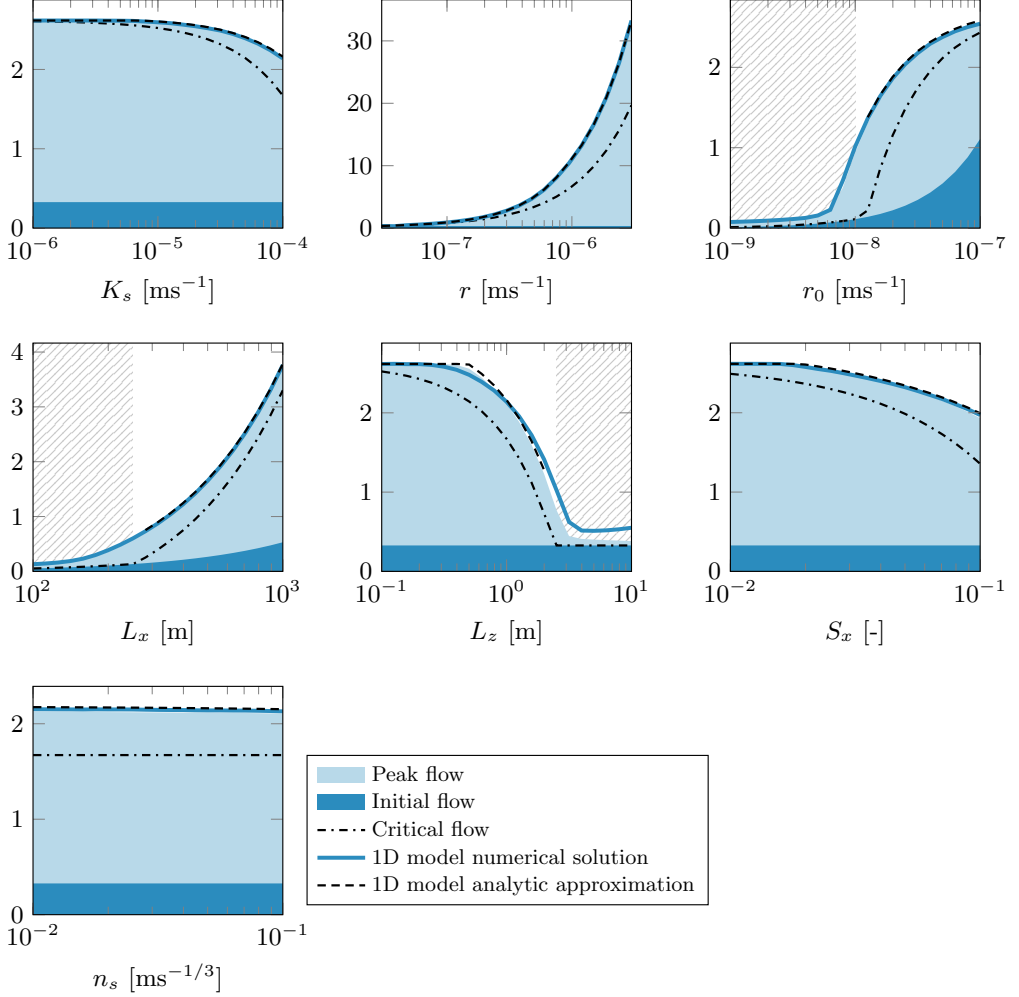 2
1
0
10^{-6} 10^{-5} 10^{-4}
K_s [ms^{-1}]
30
20
10
0
10^{-7} 10^{-6}
r [ms^{-1}]
2
1
0
10^{-9} 10^{-8} 10^{-7}
r_0 [ms^{-1}]
4
3
2
1
0
10^2 10^3
L_x [m]
2
1
0
10^{-1} 10^0 10^1
L_z [m]
2
1
0
10^{-2} 10^{-1}
S_x [-]
2
1
0
10^{-2} 10^{-1}
n_s [ms^{-1/3}]
Peak flow
Initial flow
Critical flow
1D model numerical solution
1D model analytic approximation